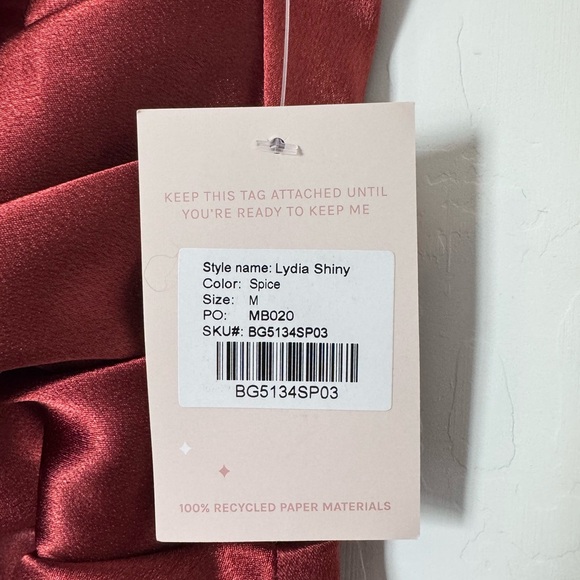 KEEP THIS TAG ATTACHED UNTIL
YOU'RE READY TO KEEP ME
Style name: Lydia Shiny
Color: Spice
Size: M
PO: MB020
SKU#: BG5134SP03
BG5134SP03
100% RECYCLED PAPER MATERIALS